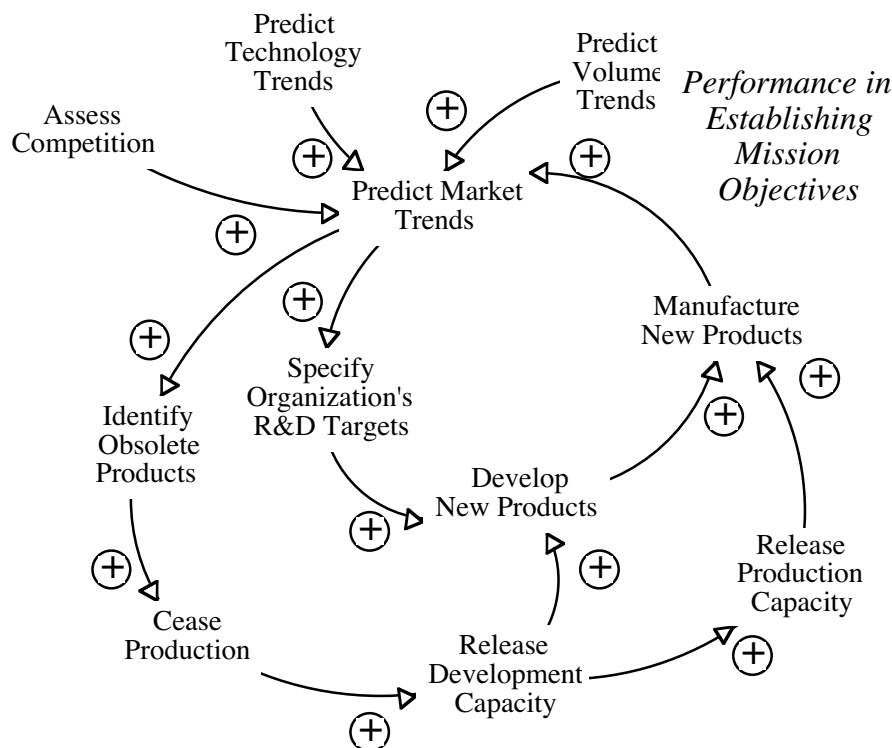 Predict
Technology
Trends
Predict
Volume
Trends
Performance in
Establishing
Mission
Objectives
Assess
Competition
Predict Market
Trends
Manufacture
New Products
Specify
Organization's
R&D Targets
Identify
Obsolete
Products
Develop
New Products
Release
Production
Capacity
Cease
Production
Release
Development
Capacity
+
+
+
+
+
+
+
+
+
+
+
+
+